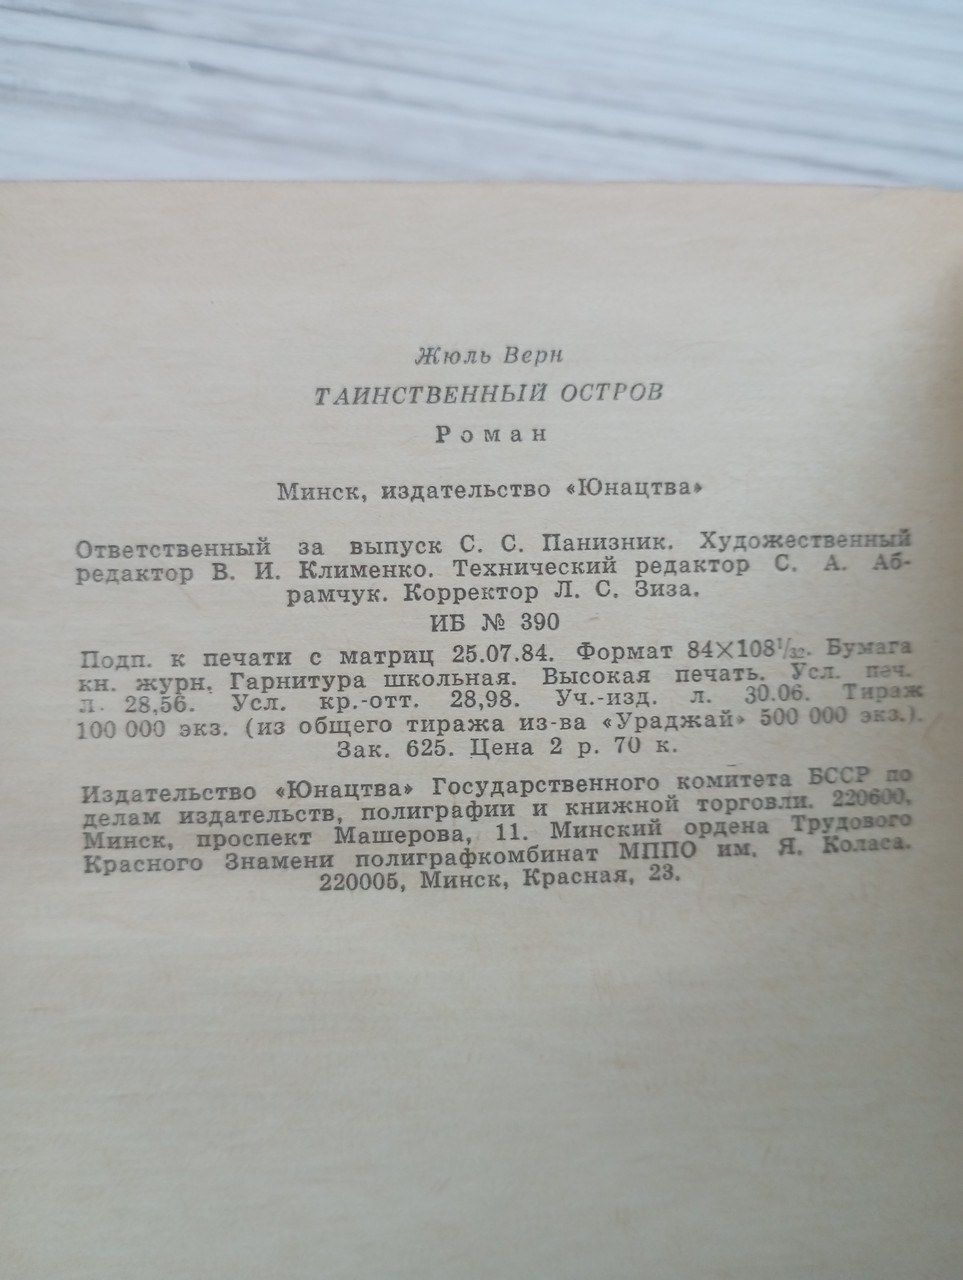 Жюль Верн
ТАИНСТВЕННЫЙ ОСТРОВ
Роман
Минск, издательство «Юнацтва»
Ответственный за выпуск С. С. Панизник. Художественный
редактор В. И. Клименко. Технический редактор С. А. Аб-
рамчук. Корректор Л. С. Зиза.
ИБ № 390
Подп. к печати с матриц 25.07.84. Формат 84×108¹/₃₂. Бумага
кн. журн. Гарнитура школьная. Высокая печать. Усл. печ.
л. 28,56. Усл. кр.-отт. 28,98. Уч.-изд. л. 30.06. Тираж
100 000 экз. (из общего тиража из-ва «Ураджай» 500 000 экз.).
Зак. 625. Цена 2 р. 70 к.
Издательство «Юнацтва» Государственного комитета БССР по
делам издательств, полиграфии и книжной торговли. 220600,
Минск, проспект Машерова, 11. Минский ордена Трудового
Красного Знамени полиграфкомбинат МППО им. Я. Коласа.
220005, Минск, Красная, 23.